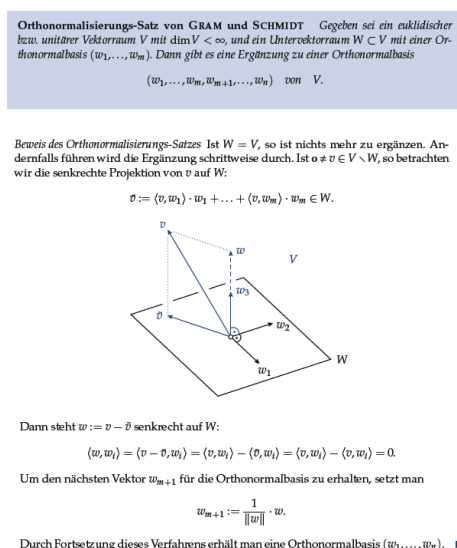 Orthonormalisierungs-Satz von GRAM und SCHMIDT Gegeben sei ein euklidischer
bzw. unitärer Vektorraum V mit dim V < ∞, und ein Untervektorraum W ⊂ V mit einer Or-
thonormalbasis (w₁,…,wₘ). Dann gibt es eine Ergänzung zu einer Orthonormalbasis
(w₁,…,wₘ,wₘ₊₁,…,wₙ) von V.
Beweis des Orthonormalisierungs-Satzes Ist W = V, so ist nichts mehr zu ergänzen. An-
dernfalls führen wird die Ergänzung schrittweise durch. Ist o ≠ v ∈ V ∖ W, so betrachten
wir die senkrechte Projektion von v auf W:
ṽ := ⟨v,w₁⟩ · w₁ + … + ⟨v,wₘ⟩ · wₘ ∈ W.
v
w
V
w₃
ṽ
w₂
W
w₁
Dann steht w := v − ṽ senkrecht auf W:
⟨w,wᵢ⟩ = ⟨v − ṽ,wᵢ⟩ = ⟨v,wᵢ⟩ − ⟨ṽ,wᵢ⟩ = ⟨v,wᵢ⟩ − ⟨v,wᵢ⟩ = 0.
Um den nächsten Vektor wₘ₊₁ für die Orthonormalbasis zu erhalten, setzt man
wₘ₊₁ := 1/‖w‖ · w.
Durch Fortsetzung dieses Verfahrens erhält man eine Orthonormalbasis (w₁,…,wₙ).